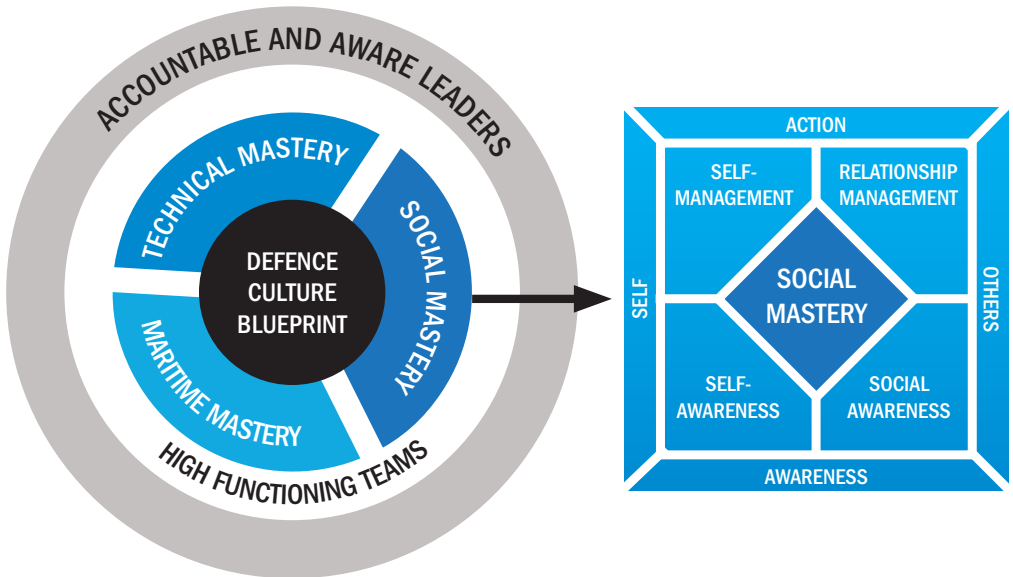 ACCOUNTABLE AND AWARE LEADERS
TECHNICAL MASTERY
SOCIAL MASTERY
MARITIME MASTERY
DEFENCE
CULTURE
BLUEPRINT
HIGH FUNCTIONING TEAMS
ACTION
SELF-
MANAGEMENT
RELATIONSHIP
MANAGEMENT
SELF
SOCIAL
MASTERY
OTHERS
SELF-
AWARENESS
SOCIAL
AWARENESS
AWARENESS